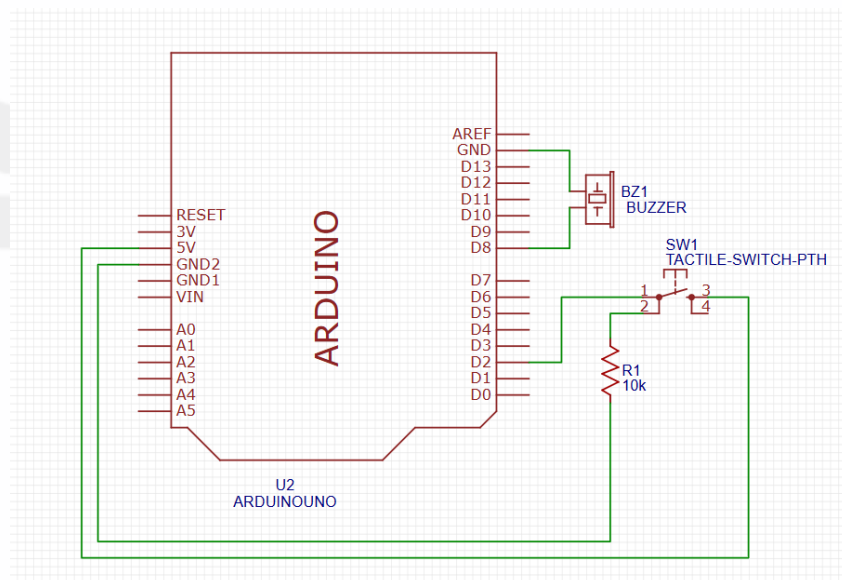 AREF
GND
D13
D12
D11
D10
D9
D8
D7
D6
D5
D4
D3
D2
D1
D0
RESET
3V
5V
GND2
GND1
VIN
A0
A1
A2
A3
A4
A5
ARDUINO
U2
ARDUINOUNO
BZ1
BUZZER
SW1
TACTILE-SWITCH-PTH
1
2
3
4
R1
10k